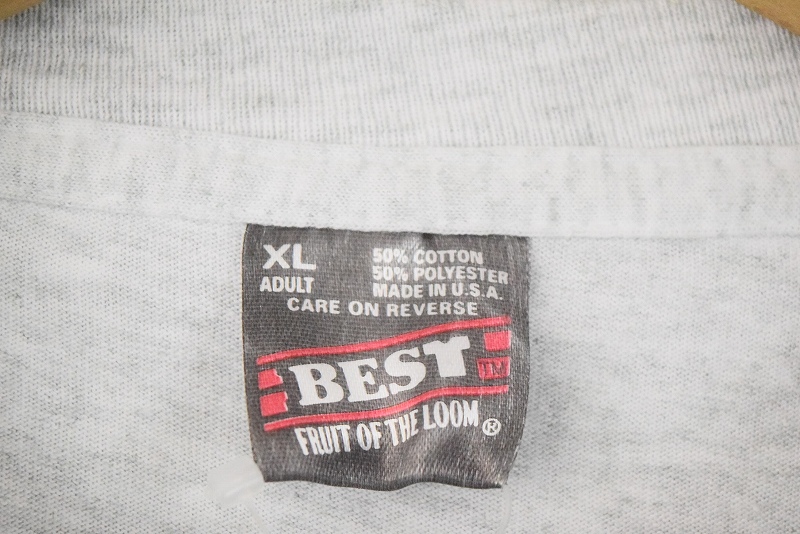 XL
ADULT
50% COTTON
50% POLYESTER
MADE IN U.S.A.
CARE ON REVERSE
BEST
TM
FRUIT OF THE LOOM®